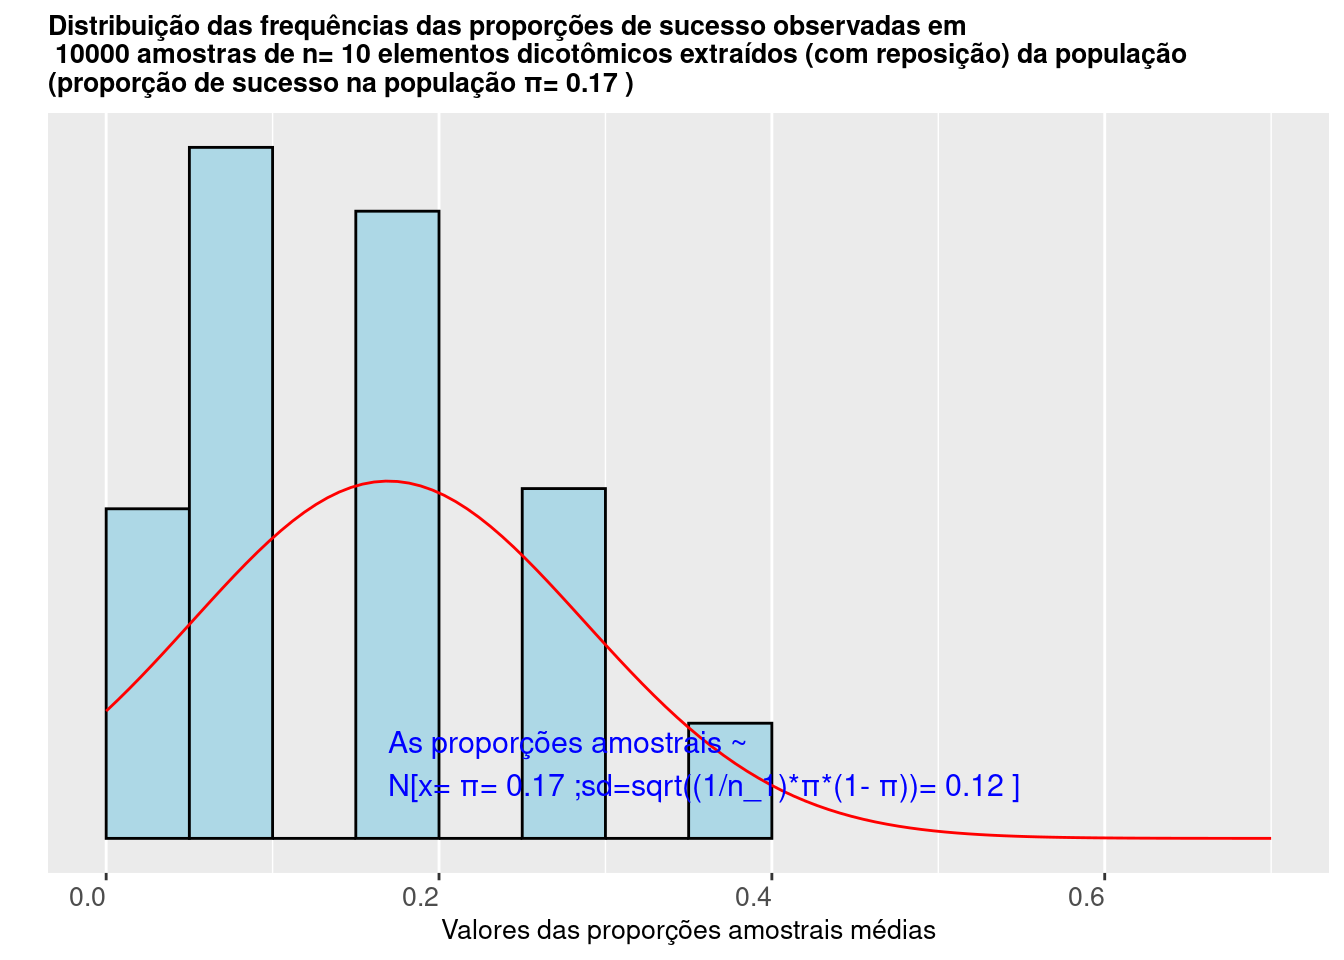 Distribuição das frequências das proporções de sucesso observadas em
10000 amostras de n= 10 elementos dicotômicos extraídos (com reposição) da população
(proporção de sucesso na população π= 0.17 )
As proporções amostrais ~
N[x= π= 0.17 ;sd=sqrt((1/n_1)*π*(1- π))= 0.12 ]
0.0 0.2 0.4 0.6
Valores das proporções amostrais médias